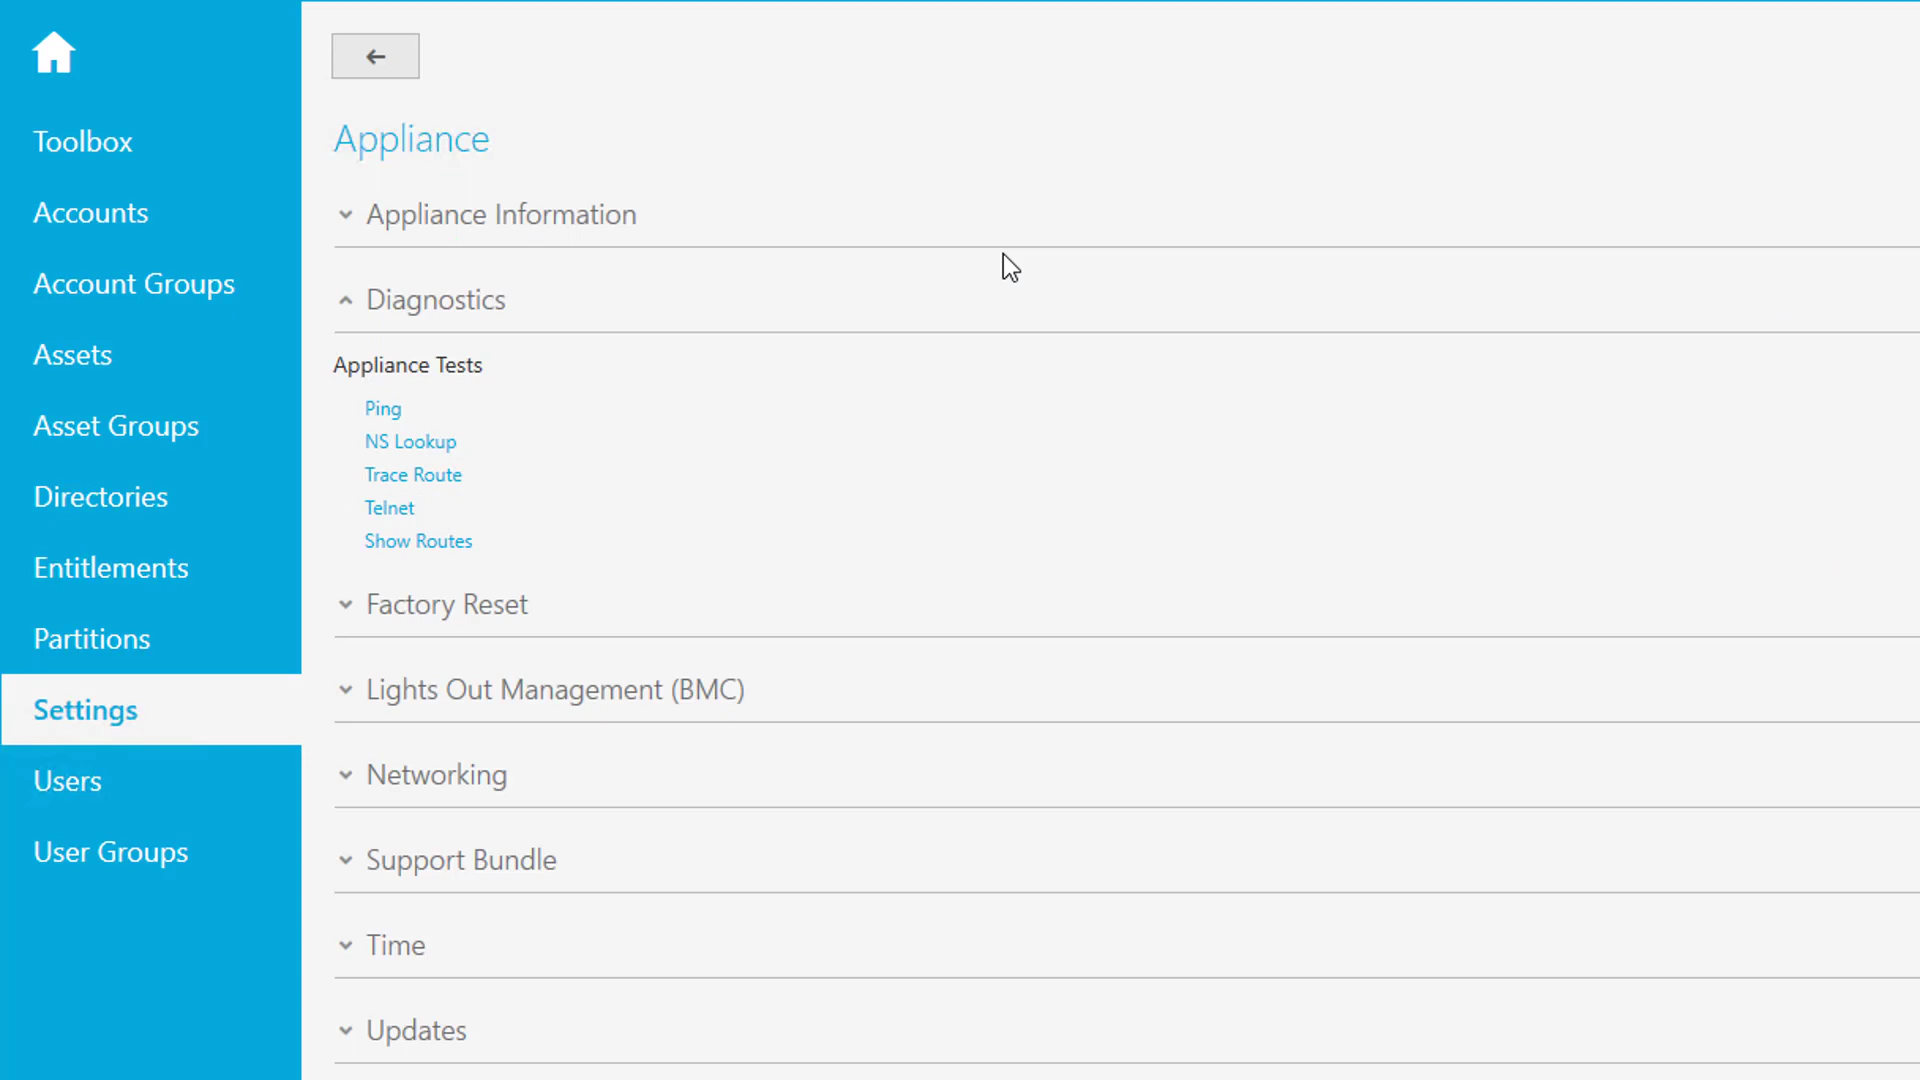 Toolbox
Accounts
Account Groups
Assets
Asset Groups
Directories
Entitlements
Partitions
Settings
Users
User Groups
Appliance
Appliance Information
Diagnostics
Appliance Tests
Ping
NS Lookup
Trace Route
Telnet
Show Routes
Factory Reset
Lights Out Management (BMC)
Networking
Support Bundle
Time
Updates